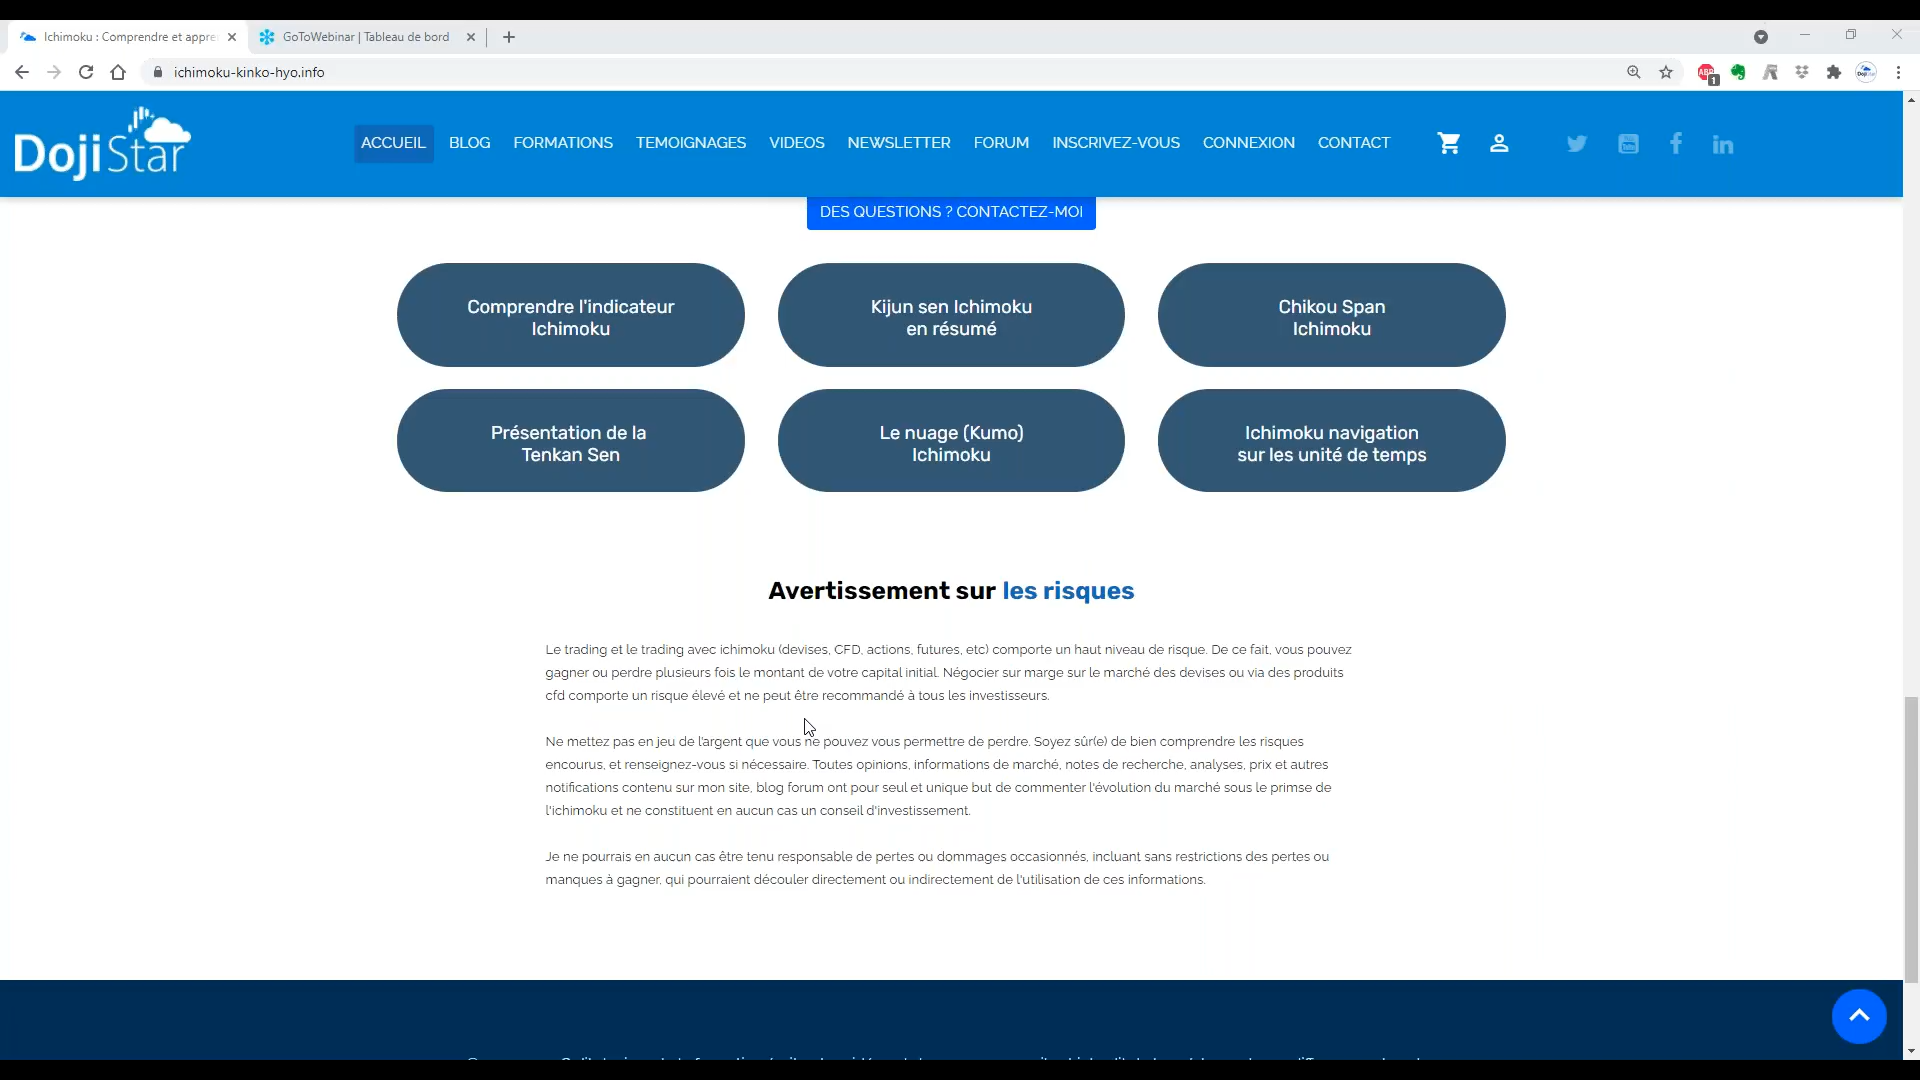 Ichimoku : Comprendre et appre
GoToWebinar | Tableau de bord
ichimoku-kinko-hyo.info
ABP
1
DojiStar
ACCUEIL
BLOG
FORMATIONS
TEMOIGNAGES
VIDEOS
NEWSLETTER
FORUM
INSCRIVEZ-VOUS
CONNEXION
CONTACT
DES QUESTIONS ? CONTACTEZ-MOI
Comprendre l'indicateur
Ichimoku
Kijun sen Ichimoku
en résumé
Chikou Span
Ichimoku
Présentation de la
Tenkan Sen
Le nuage (Kumo)
Ichimoku
Ichimoku navigation
sur les unité de temps
Avertissement sur les risques
Le trading et le trading avec ichimoku (devises, CFD, actions, futures, etc) comporte un haut niveau de risque. De ce fait, vous pouvez
gagner ou perdre plusieurs fois le montant de votre capital initial. Négocier sur marge sur le marché des devises ou via des produits
cfd comporte un risque élevé et ne peut être recommandé à tous les investisseurs.
Ne mettez pas en jeu de l'argent que vous ne pouvez vous permettre de perdre. Soyez sûr(e) de bien comprendre les risques
encourus, et renseignez-vous si nécessaire. Toutes opinions, informations de marché, notes de recherche, analyses, prix et autres
notifications contenu sur mon site, blog forum ont pour seul et unique but de commenter l'évolution du marché sous le primse de
l'ichimoku et ne constituent en aucun cas un conseil d'investissement.
Je ne pourrais en aucun cas être tenu responsable de pertes ou dommages occasionnés, incluant sans restrictions des pertes ou
manques à gagner, qui pourraient découler directement ou indirectement de l'utilisation de ces informations.